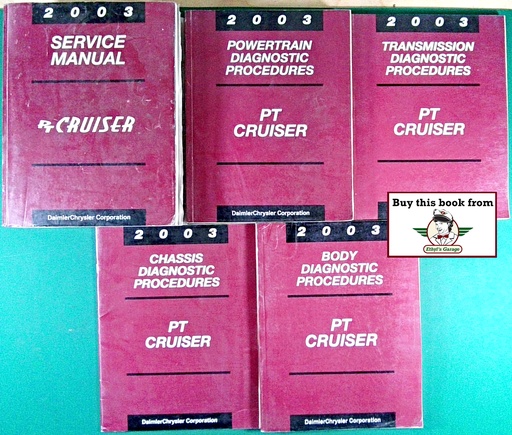 2003
SERVICE
MANUAL
PT CRUISER
DaimlerChrysler Corporation
2003
POWERTRAIN
DIAGNOSTIC
PROCEDURES
PT
CRUISER
DaimlerChrysler Corporation
2003
TRANSMISSION
DIAGNOSTIC
PROCEDURES
PT
CRUISER
Buy this book from
Ethyl's Garage
2003
CHASSIS
DIAGNOSTIC
PROCEDURES
PT
CRUISER
DaimlerChrysler Corporation
2003
BODY
DIAGNOSTIC
PROCEDURES
PT
CRUISER
DaimlerChrysler Corporation